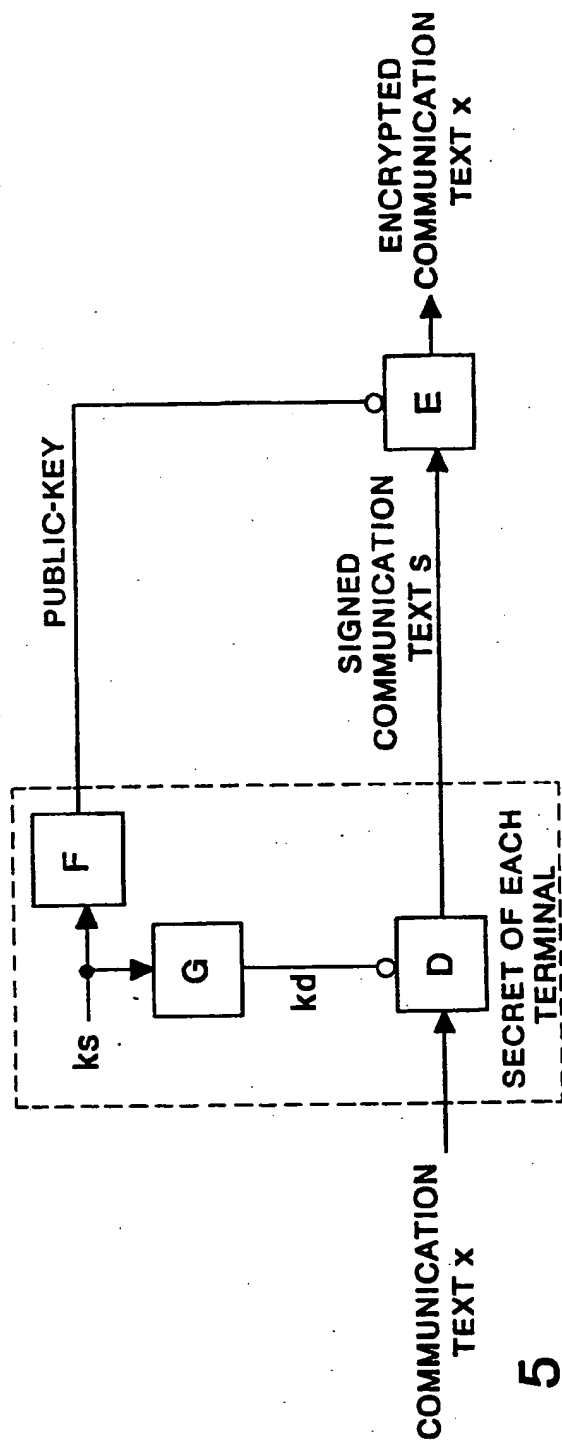 PUBLIC-KEY
F
ks
G
kd
D
E
SECRET OF EACH
TERMINAL
SIGNED
COMMUNICATION
TEXT S
ENCRYPTED
COMMUNICATION
TEXT x
COMMUNICATION
TEXT x
5